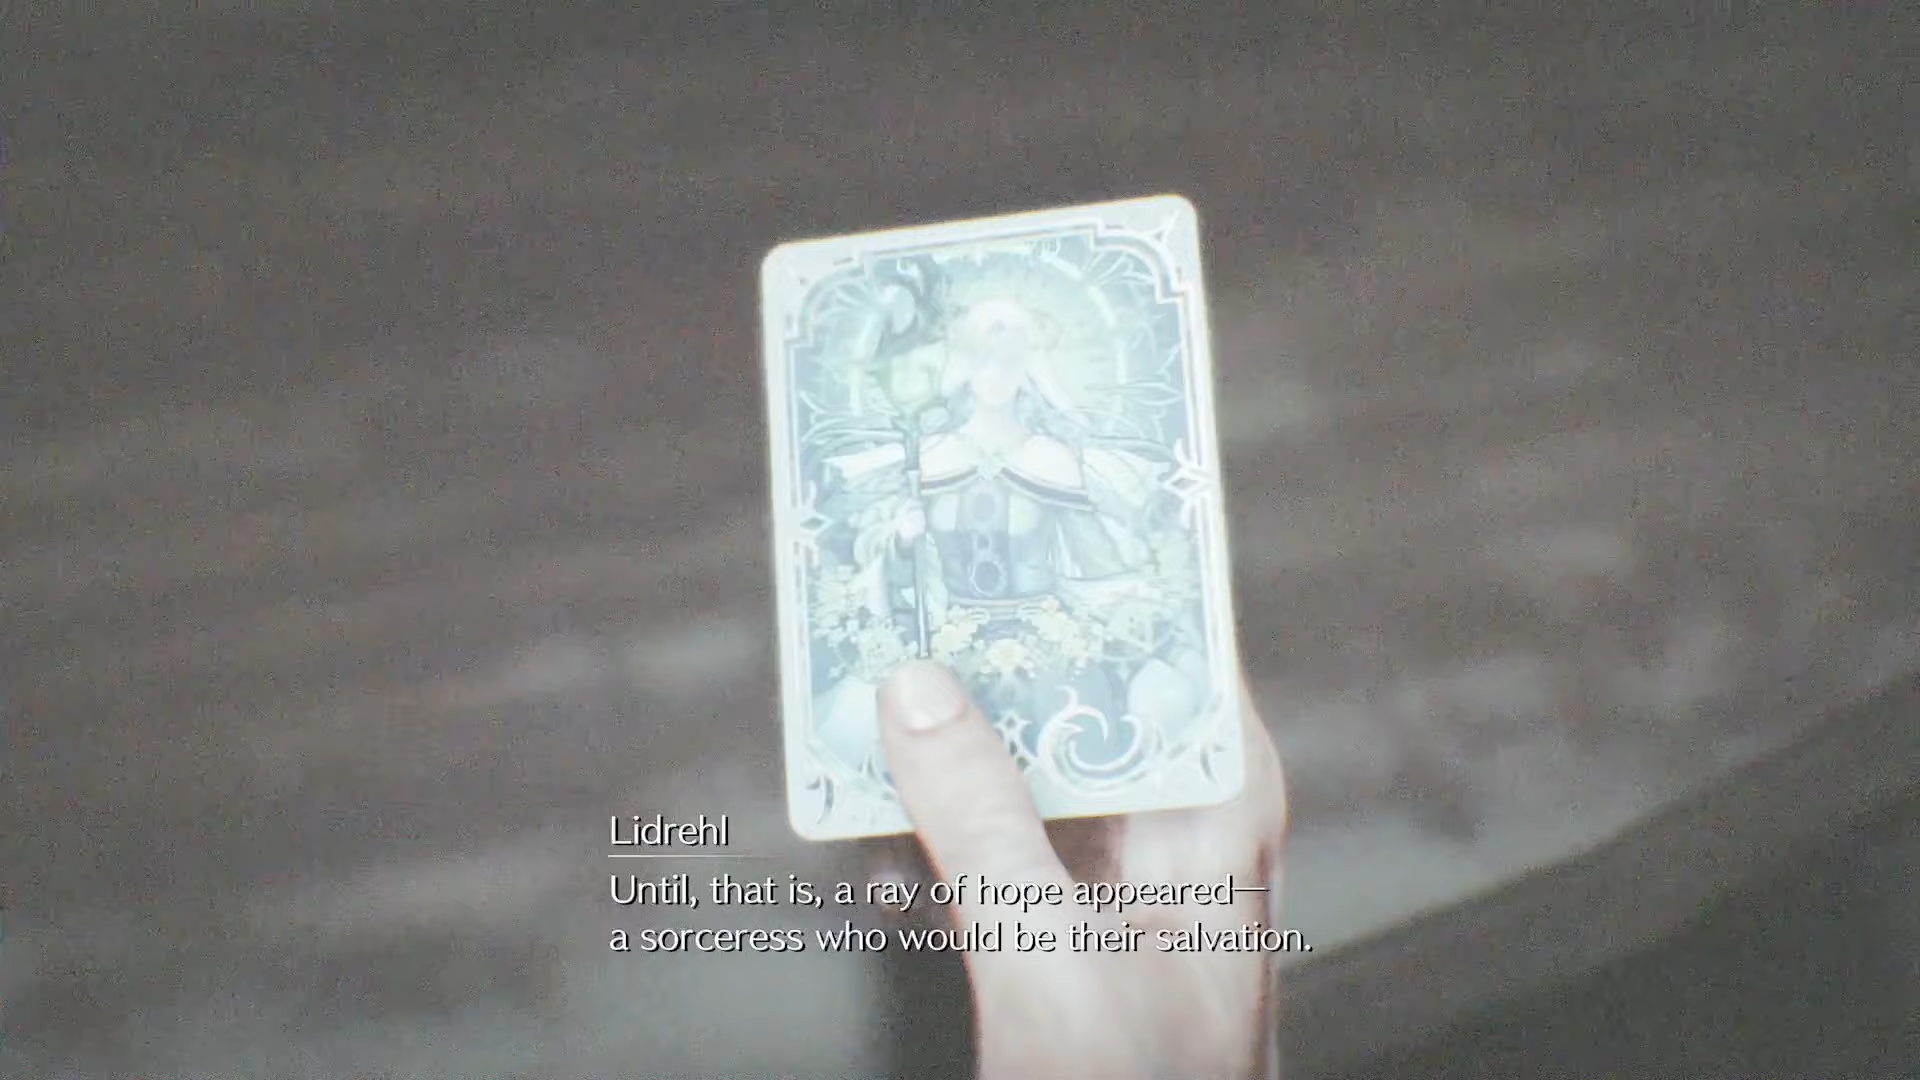 Lidrehl
Until, that is, a ray of hope appeared—
a sorceress who would be their salvation.